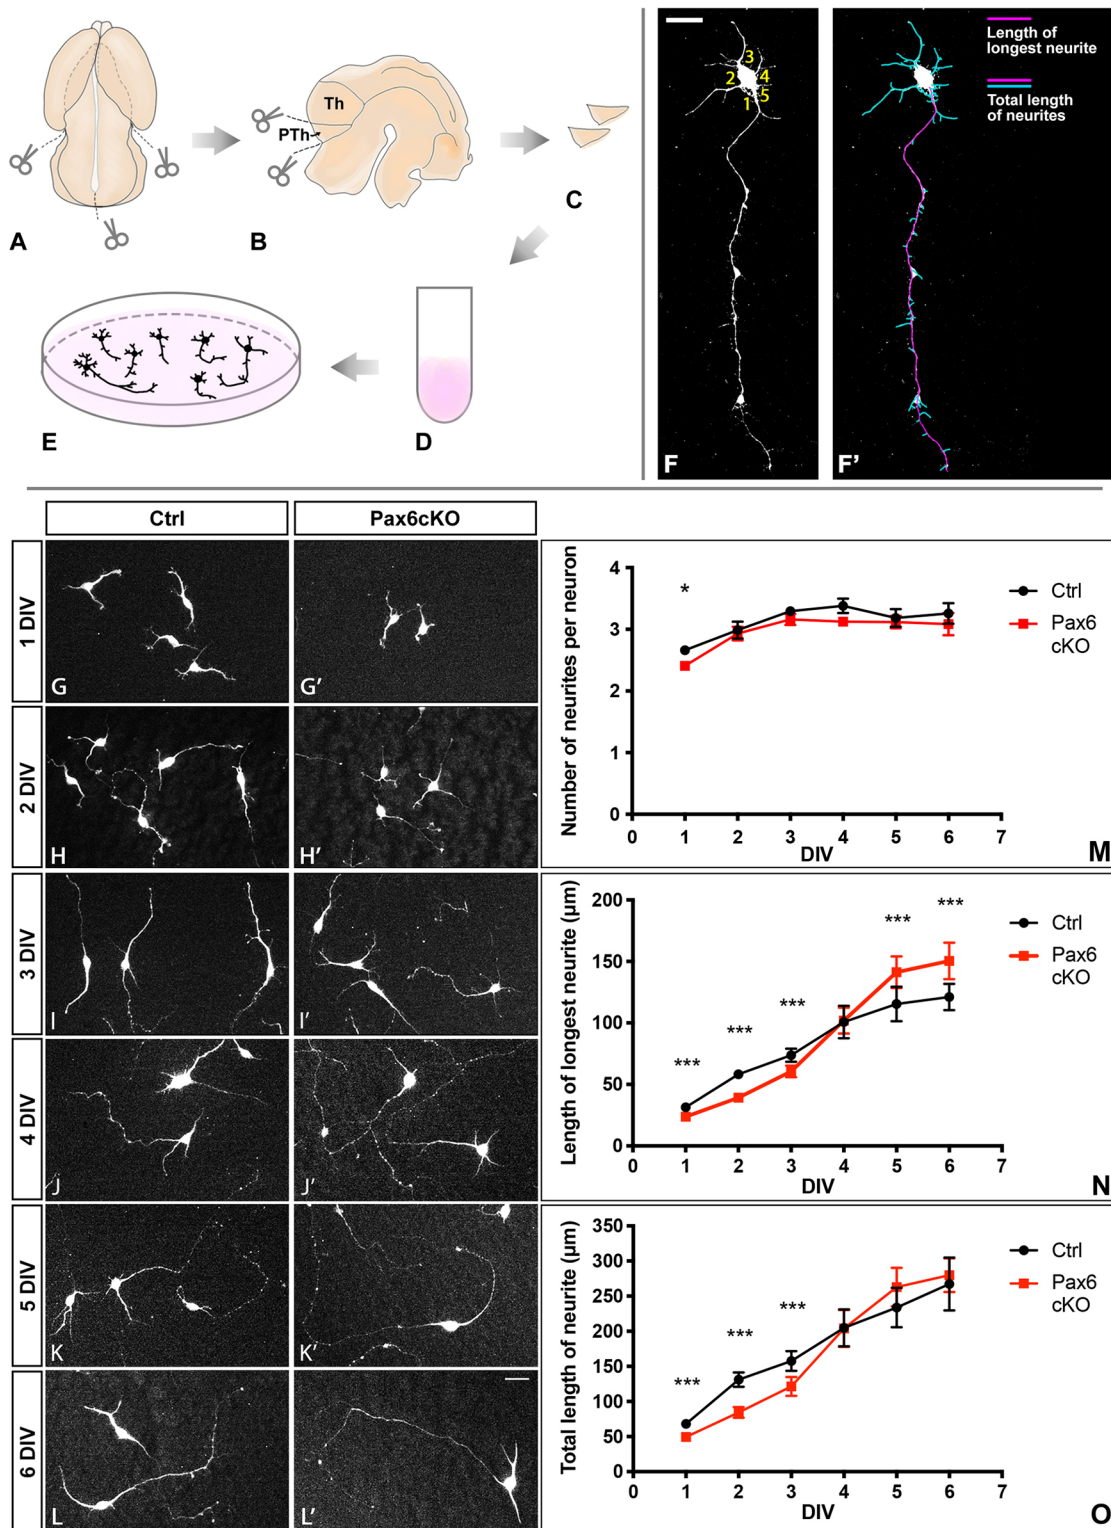 Th
PTh
A
B
C
D
E
3
2
4
1
5
F
Length of
longest neurite
Total length
of neurites
F’
Ctrl
Pax6cKO
1 DIV
G
G’
2 DIV
H
H’
3 DIV
I
I’
4 DIV
J
J’
5 DIV
K
K’
6 DIV
L
L’
Number of neurites per neuron
4
3
2
1
0
0 1 2 3 4 5 6 7
DIV
*
Ctrl
Pax6
cKO
M
Length of longest neurite (μm)
200
150
100
50
0
0 1 2 3 4 5 6 7
DIV
*** *** *** *** ***
Ctrl
Pax6
cKO
N
Total length of neurite (μm)
350
300
250
200
150
100
50
0
0 1 2 3 4 5 6 7
DIV
*** *** ***
Ctrl
Pax6
cKO
O